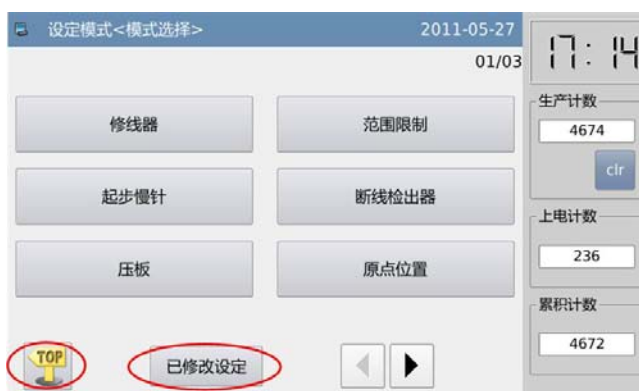 设定模式<模式选择> 2011-05-27
01/03
17:14
修线器 范围限制
起步慢针 断线检出器
压板 原点位置
TOP 已修改设定
生产计数
4674
clr
上电计数
236
累积计数
4672